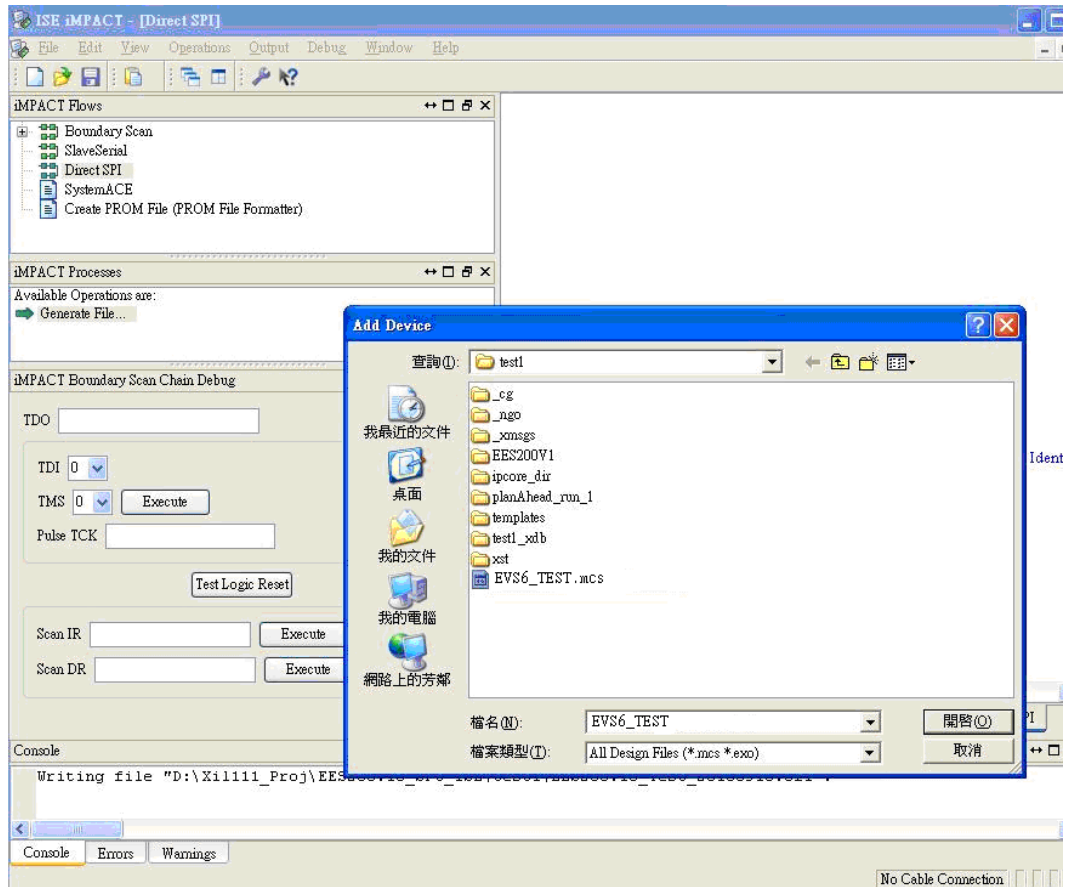 ISE iMPACT - [Direct SPI]
File Edit View Operations Output Debug Window Help
iMPACT Flows
Boundary Scan
SlaveSerial
Direct SPI
SystemACE
Create PROM File (PROM File Formatter)
iMPACT Processes
Available Operations are:
Generate File...
iMPACT Boundary Scan Chain Debug
TDO
TDI 0
TMS 0 Execute
Pulse TCK
Test Logic Reset
Scan IR Execute
Scan DR Execute
Add Device
查詢(I): test1
我最近的文件
桌面
我的文件
我的電腦
網路上的芳鄰
_cg
_ngo
_xmsgs
EES200V1
ipcore_dir
planAhead_run_1
templates
test1_xdb
xst
EVS6_TEST.mcs
檔名(N): EVS6_TEST 開啓(O)
檔案類型(T): All Design Files (*.mcs *.exo) 取消
Ident
PI
Console
Writing file "D:\Xil111_Proj\
Console Errors Warnings
No Cable Connection